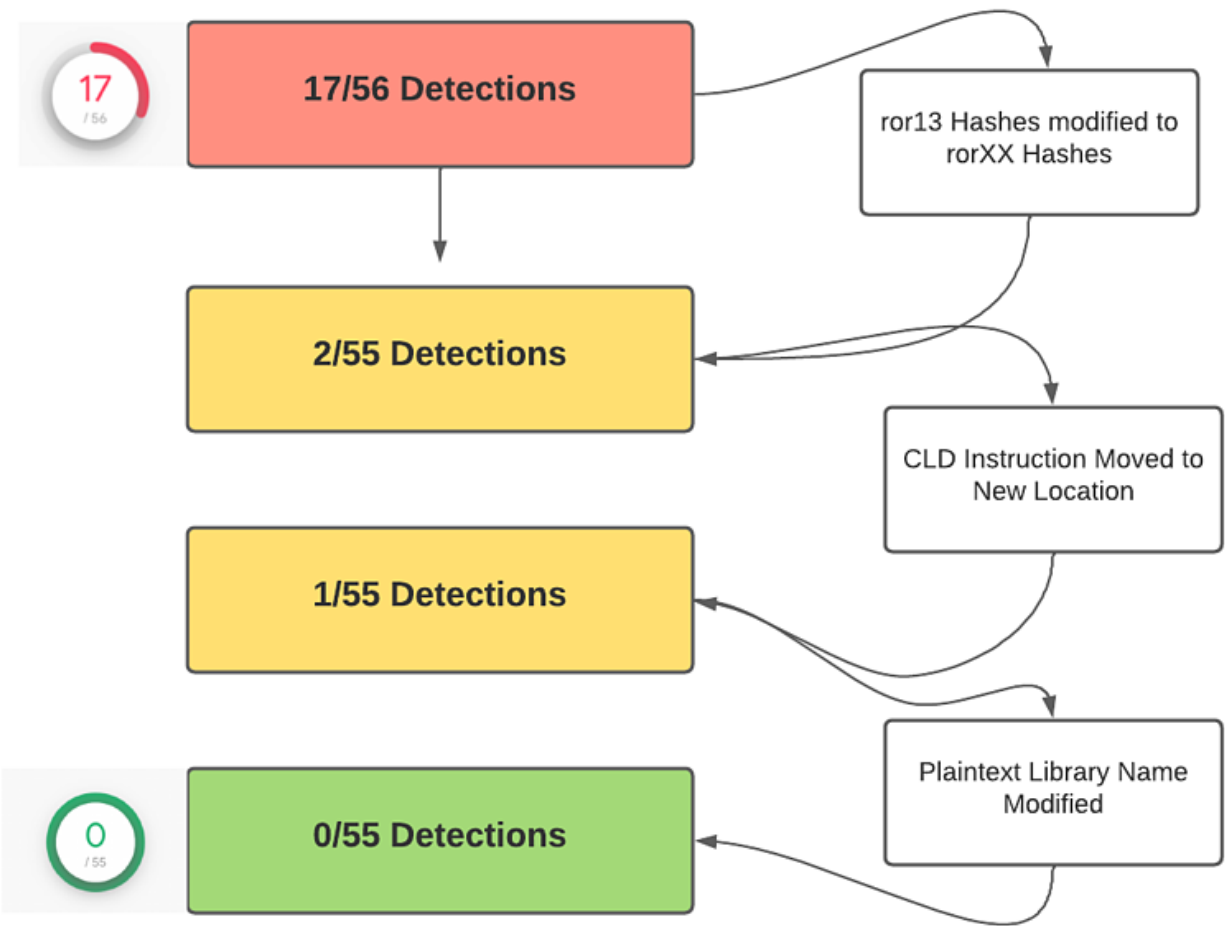 17
/ 56
17/56 Detections
ror13 Hashes modified to
rorXX Hashes
2/55 Detections
CLD Instruction Moved to
New Location
1/55 Detections
Plaintext Library Name
Modified
0
/ 55
0/55 Detections